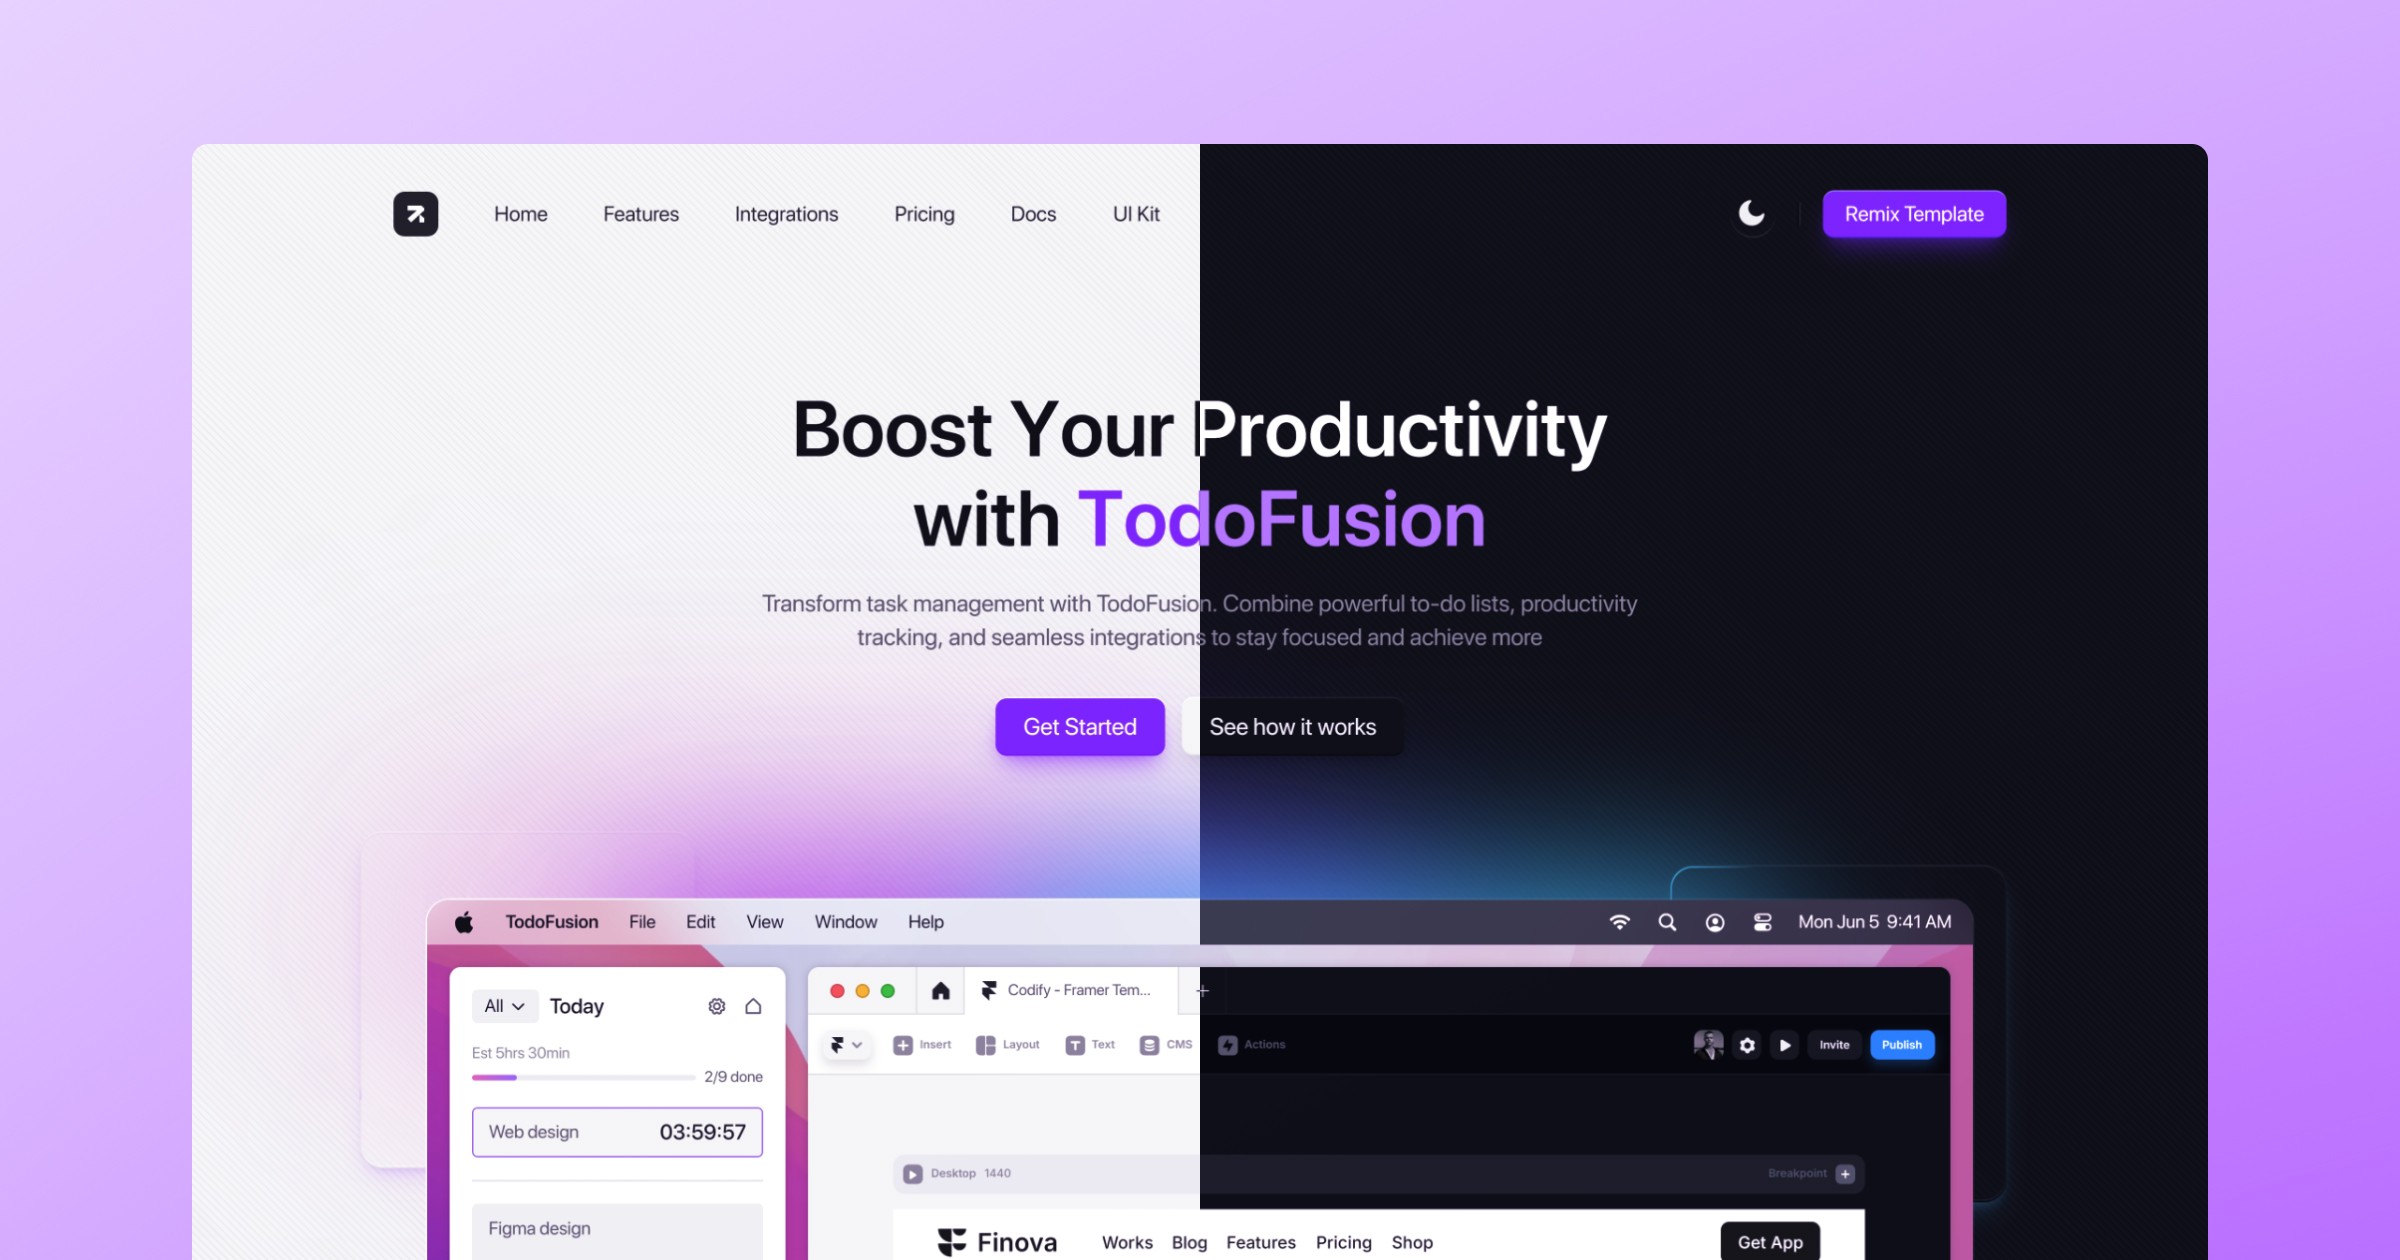 Home Features Integrations Pricing Docs UI Kit Remix Template
Boost Your Productivity
with TodoFusion
Transform task management with TodoFusion. Combine powerful to-do lists, productivity
tracking, and seamless integrations to stay focused and achieve more
Get Started See how it works
TodoFusion File Edit View Window Help Mon Jun 5 9:41 AM
All Today
Est 5hrs 30min
2/9 done
Web design 03:59:57
Figma design
Codify - Framer Tem...
Insert Layout Text CMS Actions Invite Publish
Desktop 1440 Breakpoint
Finova Works Blog Features Pricing Shop Get App